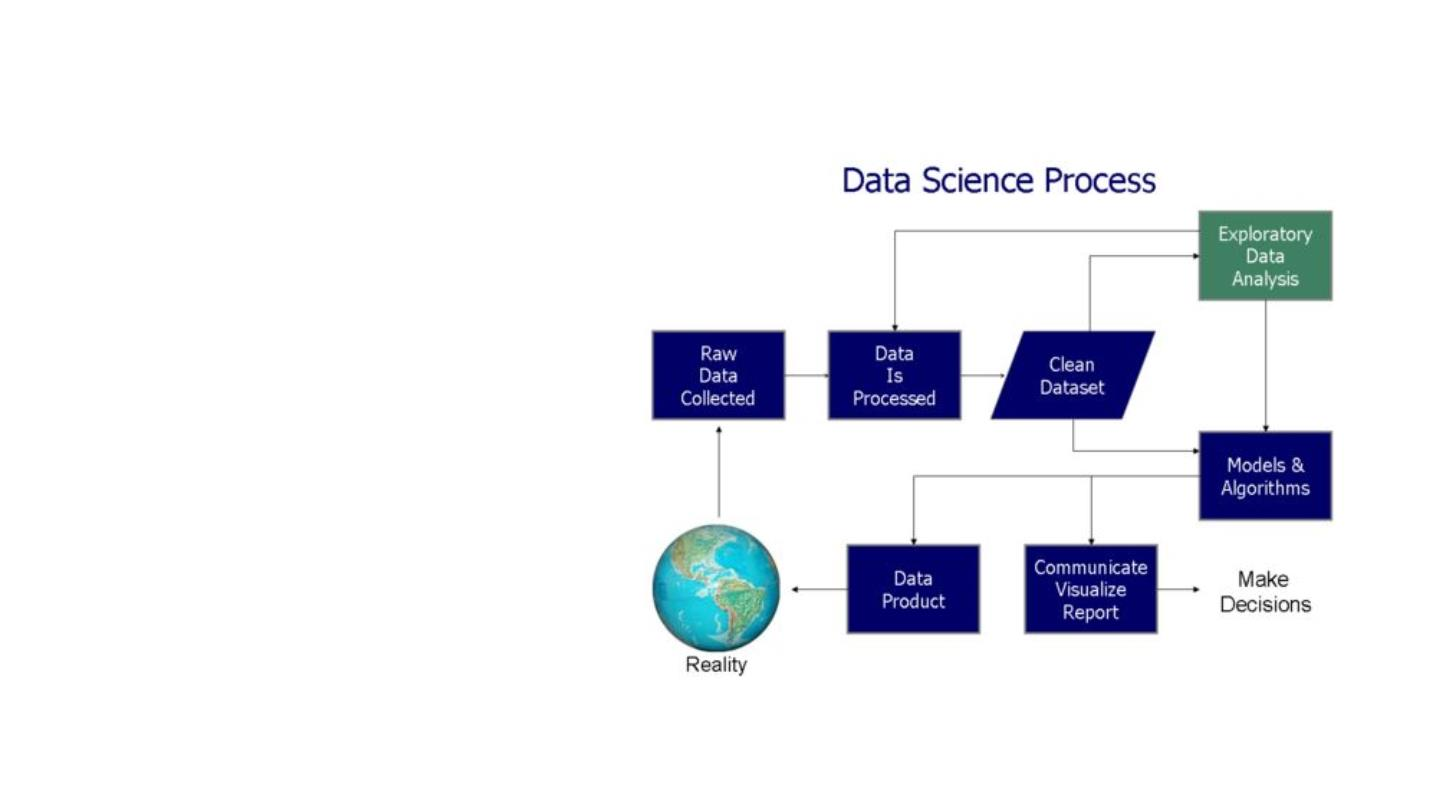 Data Science Process
Exploratory
Data
Analysis
Raw
Data
Collected
Data
Is
Processed
Clean
Dataset
Models &
Algorithms
Data
Product
Communicate
Visualize
Report
Make
Decisions
Reality